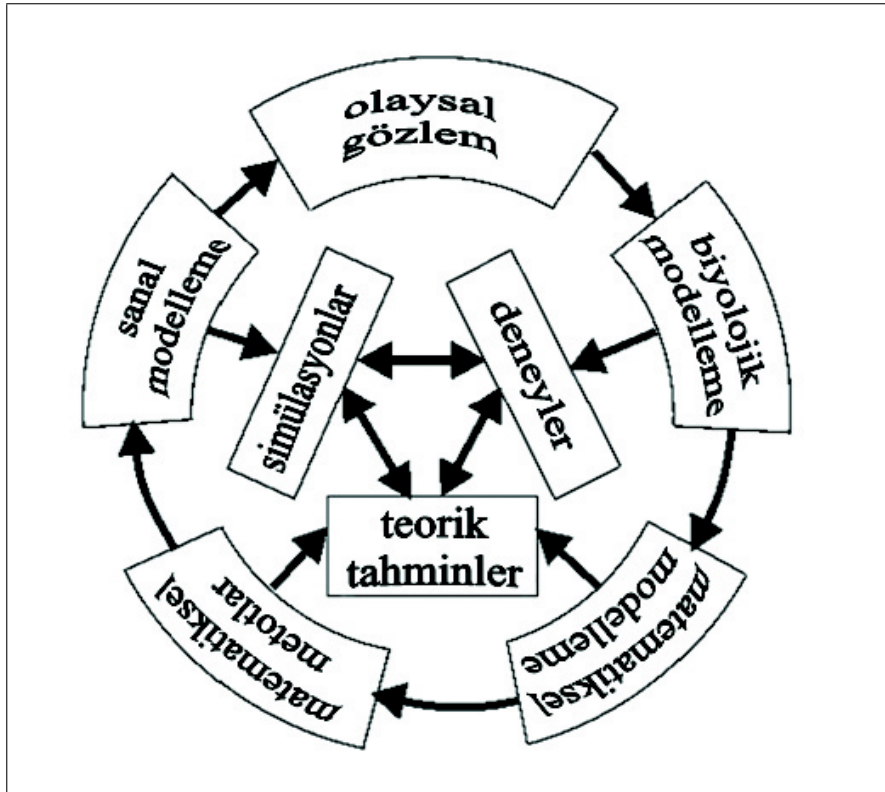 olaysal
gözlem
biyolojik
modelleme
matematiksel
modelleme
matematiksel
metotlar
sanal
modelleme
simülasyonlar
deneyler
teorik
tahminler